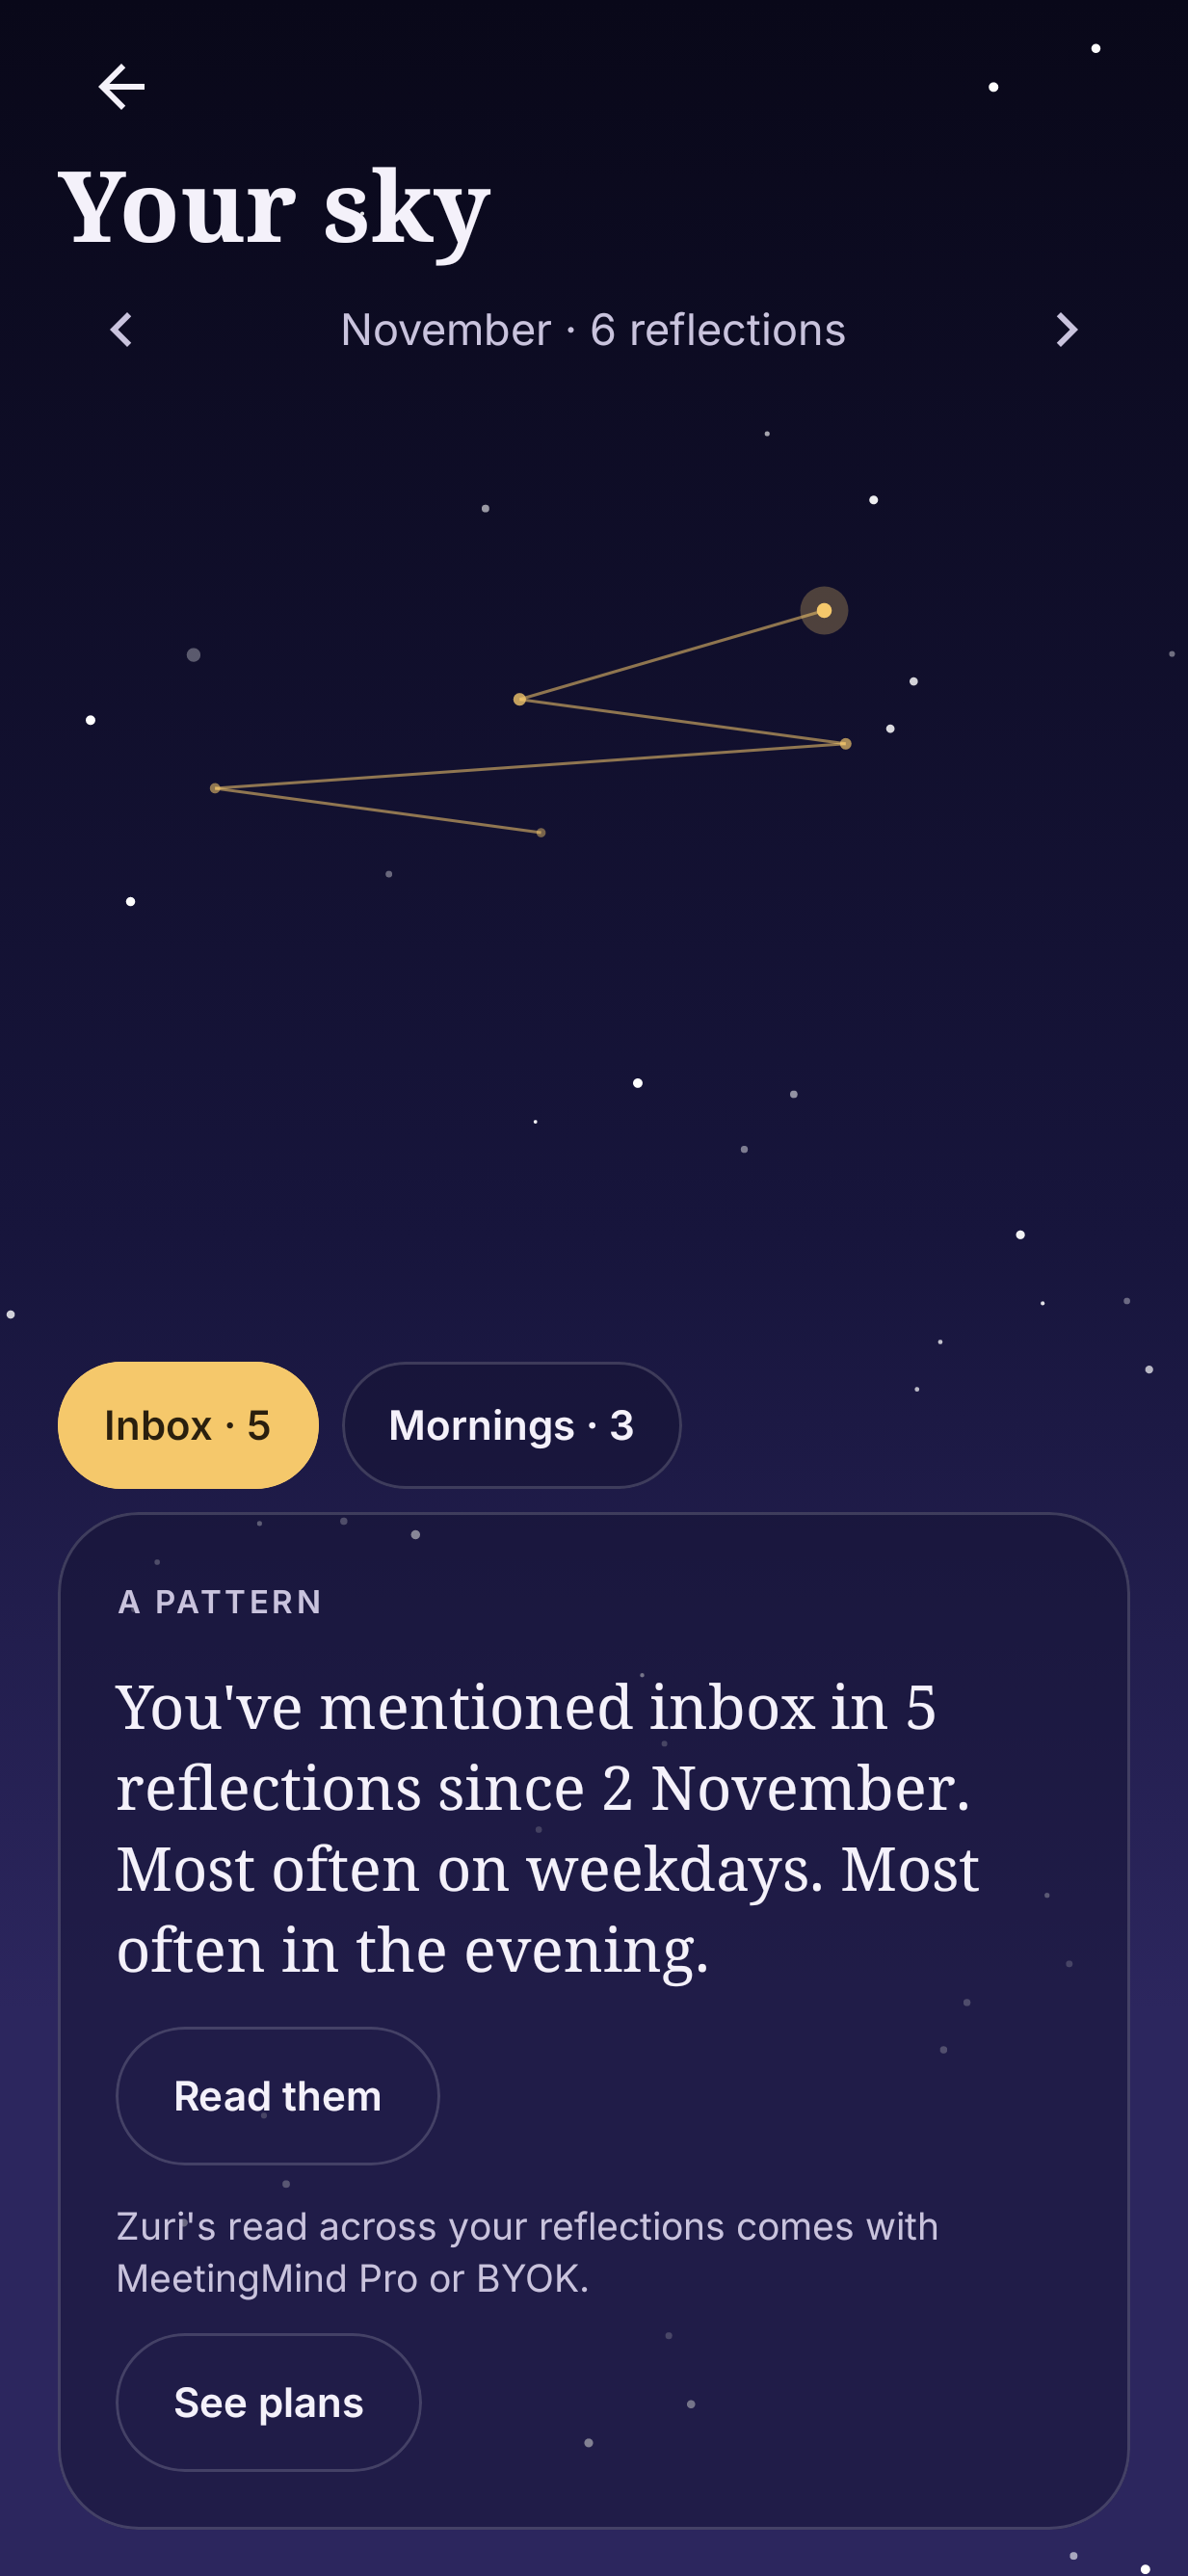 Your sky
November · 6 reflections
Inbox · 5
Mornings · 3
A PATTERN
You've mentioned inbox in 5
reflections since 2 November.
Most often on weekdays. Most
often in the evening.
Read them
Zuri's read across your reflections comes with
MeetingMind Pro or BYOK.
See plans